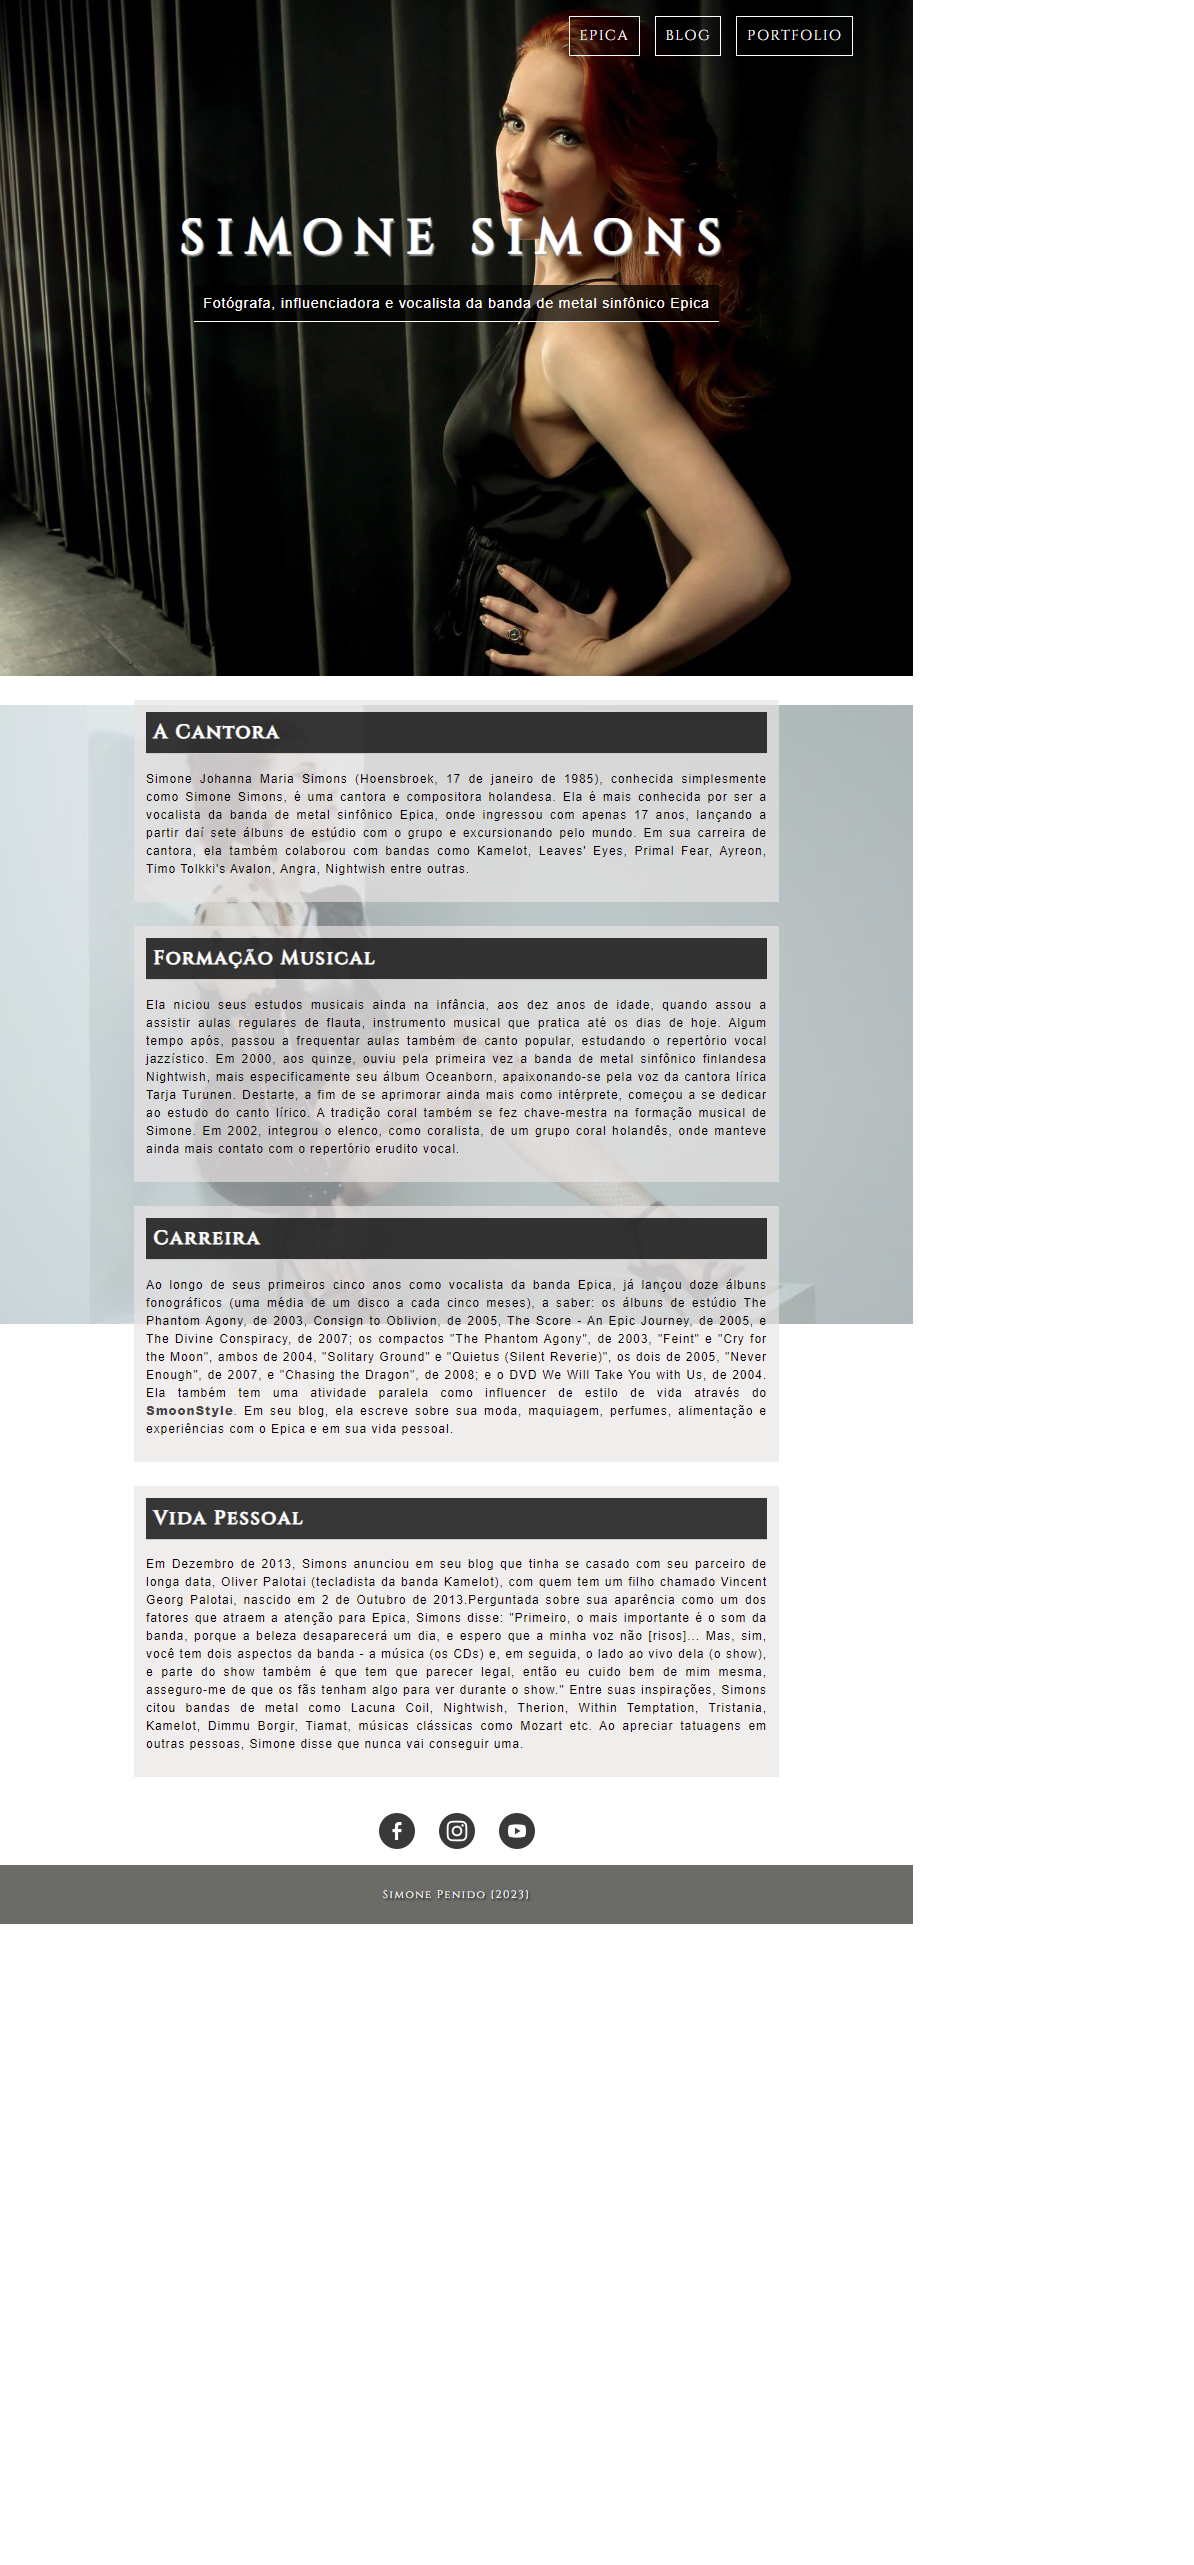 EPICA
BLOG
PORTFOLIO
SIMONE SIMONS
Fotógrafa, influenciadora e vocalista da banda de metal sinfônico Epica
A Cantora
Simone Johanna Maria Simons (Hoensbroek, 17 de janeiro de 1985), conhecida simplesmente
como Simone Simons, é uma cantora e compositora holandesa. Ela é mais conhecida por ser a
vocalista da banda de metal sinfônico Epica, onde ingressou com apenas 17 anos, lançando a
partir daí sete álbuns de estúdio com o grupo e excursionando pelo mundo. Em sua carreira de
cantora, ela também colaborou com bandas como Kamelot, Leaves' Eyes, Primal Fear, Ayreon,
Timo Tolkki's Avalon, Angra, Nightwish entre outras.
Formação Musical
Ela niciou seus estudos musicais ainda na infância, aos dez anos de idade, quando assou a
assistir aulas regulares de flauta, instrumento musical que pratica até os dias de hoje. Algum
tempo após, passou a frequentar aulas também de canto popular, estudando o repertório vocal
jazzístico. Em 2000, aos quinze, ouviu pela primeira vez a banda de metal sinfônico finlandesa
Nightwish, mais especificamente seu álbum Oceanborn, apaixonando-se pela voz da cantora lírica
Tarja Turunen. Destarte, a fim de se aprimorar ainda mais como intérprete, começou a se dedicar
ao estudo do canto lírico. A tradição coral também se fez chave-mestra na formação musical de
Simone. Em 2002, integrou o elenco, como coralista, de um grupo coral holandês, onde manteve
ainda mais contato com o repertório erudito vocal.
Carreira
Ao longo de seus primeiros cinco anos como vocalista da banda Epica, já lançou doze álbuns
fonográficos (uma média de um disco a cada cinco meses), a saber: os álbuns de estúdio The
Phantom Agony, de 2003, Consign to Oblivion, de 2005, The Score - An Epic Journey, de 2005, e
The Divine Conspiracy, de 2007; os compactos "The Phantom Agony", de 2003, "Feint" e "Cry for
the Moon", ambos de 2004, "Solitary Ground" e "Quietus (Silent Reverie)", os dois de 2005, "Never
Enough", de 2007, e "Chasing the Dragon", de 2008; e o DVD We Will Take You with Us, de 2004.
Ela também tem uma atividade paralela como influencer de estilo de vida através do
SmoonStyle. Em seu blog, ela escreve sobre sua moda, maquiagem, perfumes, alimentação e
experiências com o Epica e em sua vida pessoal.
Vida Pessoal
Em Dezembro de 2013, Simons anunciou em seu blog que tinha se casado com seu parceiro de
longa data, Oliver Palotai (tecladista da banda Kamelot), com quem tem um filho chamado Vincent
Georg Palotai, nascido em 2 de Outubro de 2013.Perguntada sobre sua aparência como um dos
fatores que atraem a atenção para Epica, Simons disse: "Primeiro, o mais importante é o som da
banda, porque a beleza desaparecerá um dia, e espero que a minha voz não [risos]... Mas, sim,
você tem dois aspectos da banda - a música (os CDs) e, em seguida, o lado ao vivo dela (o show),
e parte do show também é que tem que parecer legal, então eu cuido bem de mim mesma,
asseguro-me de que os fãs tenham algo para ver durante o show." Entre suas inspirações, Simons
citou bandas de metal como Lacuna Coil, Nightwish, Therion, Within Temptation, Tristania,
Kamelot, Dimmu Borgir, Tiamat, músicas clássicas como Mozart etc. Ao apreciar tatuagens em
outras pessoas, Simone disse que nunca vai conseguir uma.
Simone Penido [2023]